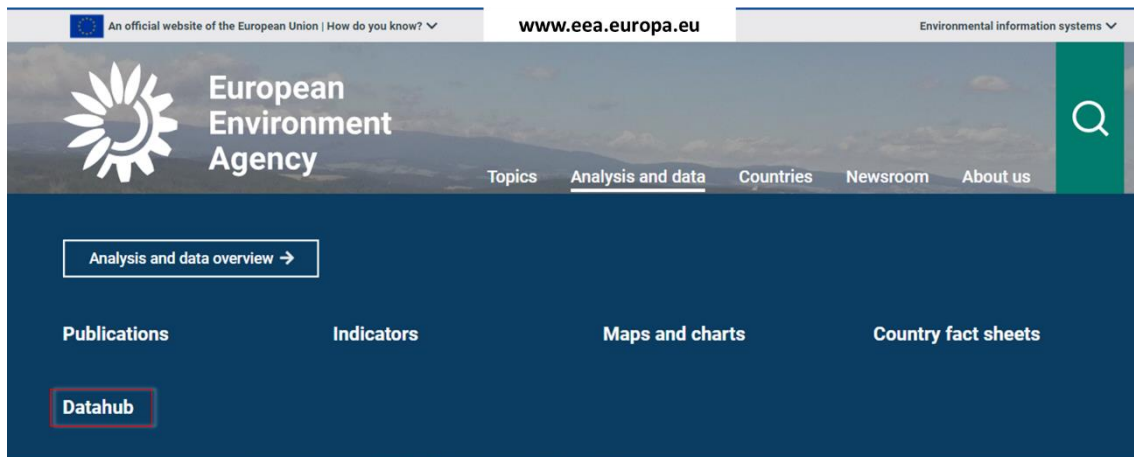 An official website of the European Union | How do you know?
www.eea.europa.eu
Environmental information systems
European
Environment
Agency
Topics Analysis and data Countries Newsroom About us
Analysis and data overview →
Publications Indicators Maps and charts Country fact sheets
Datahub